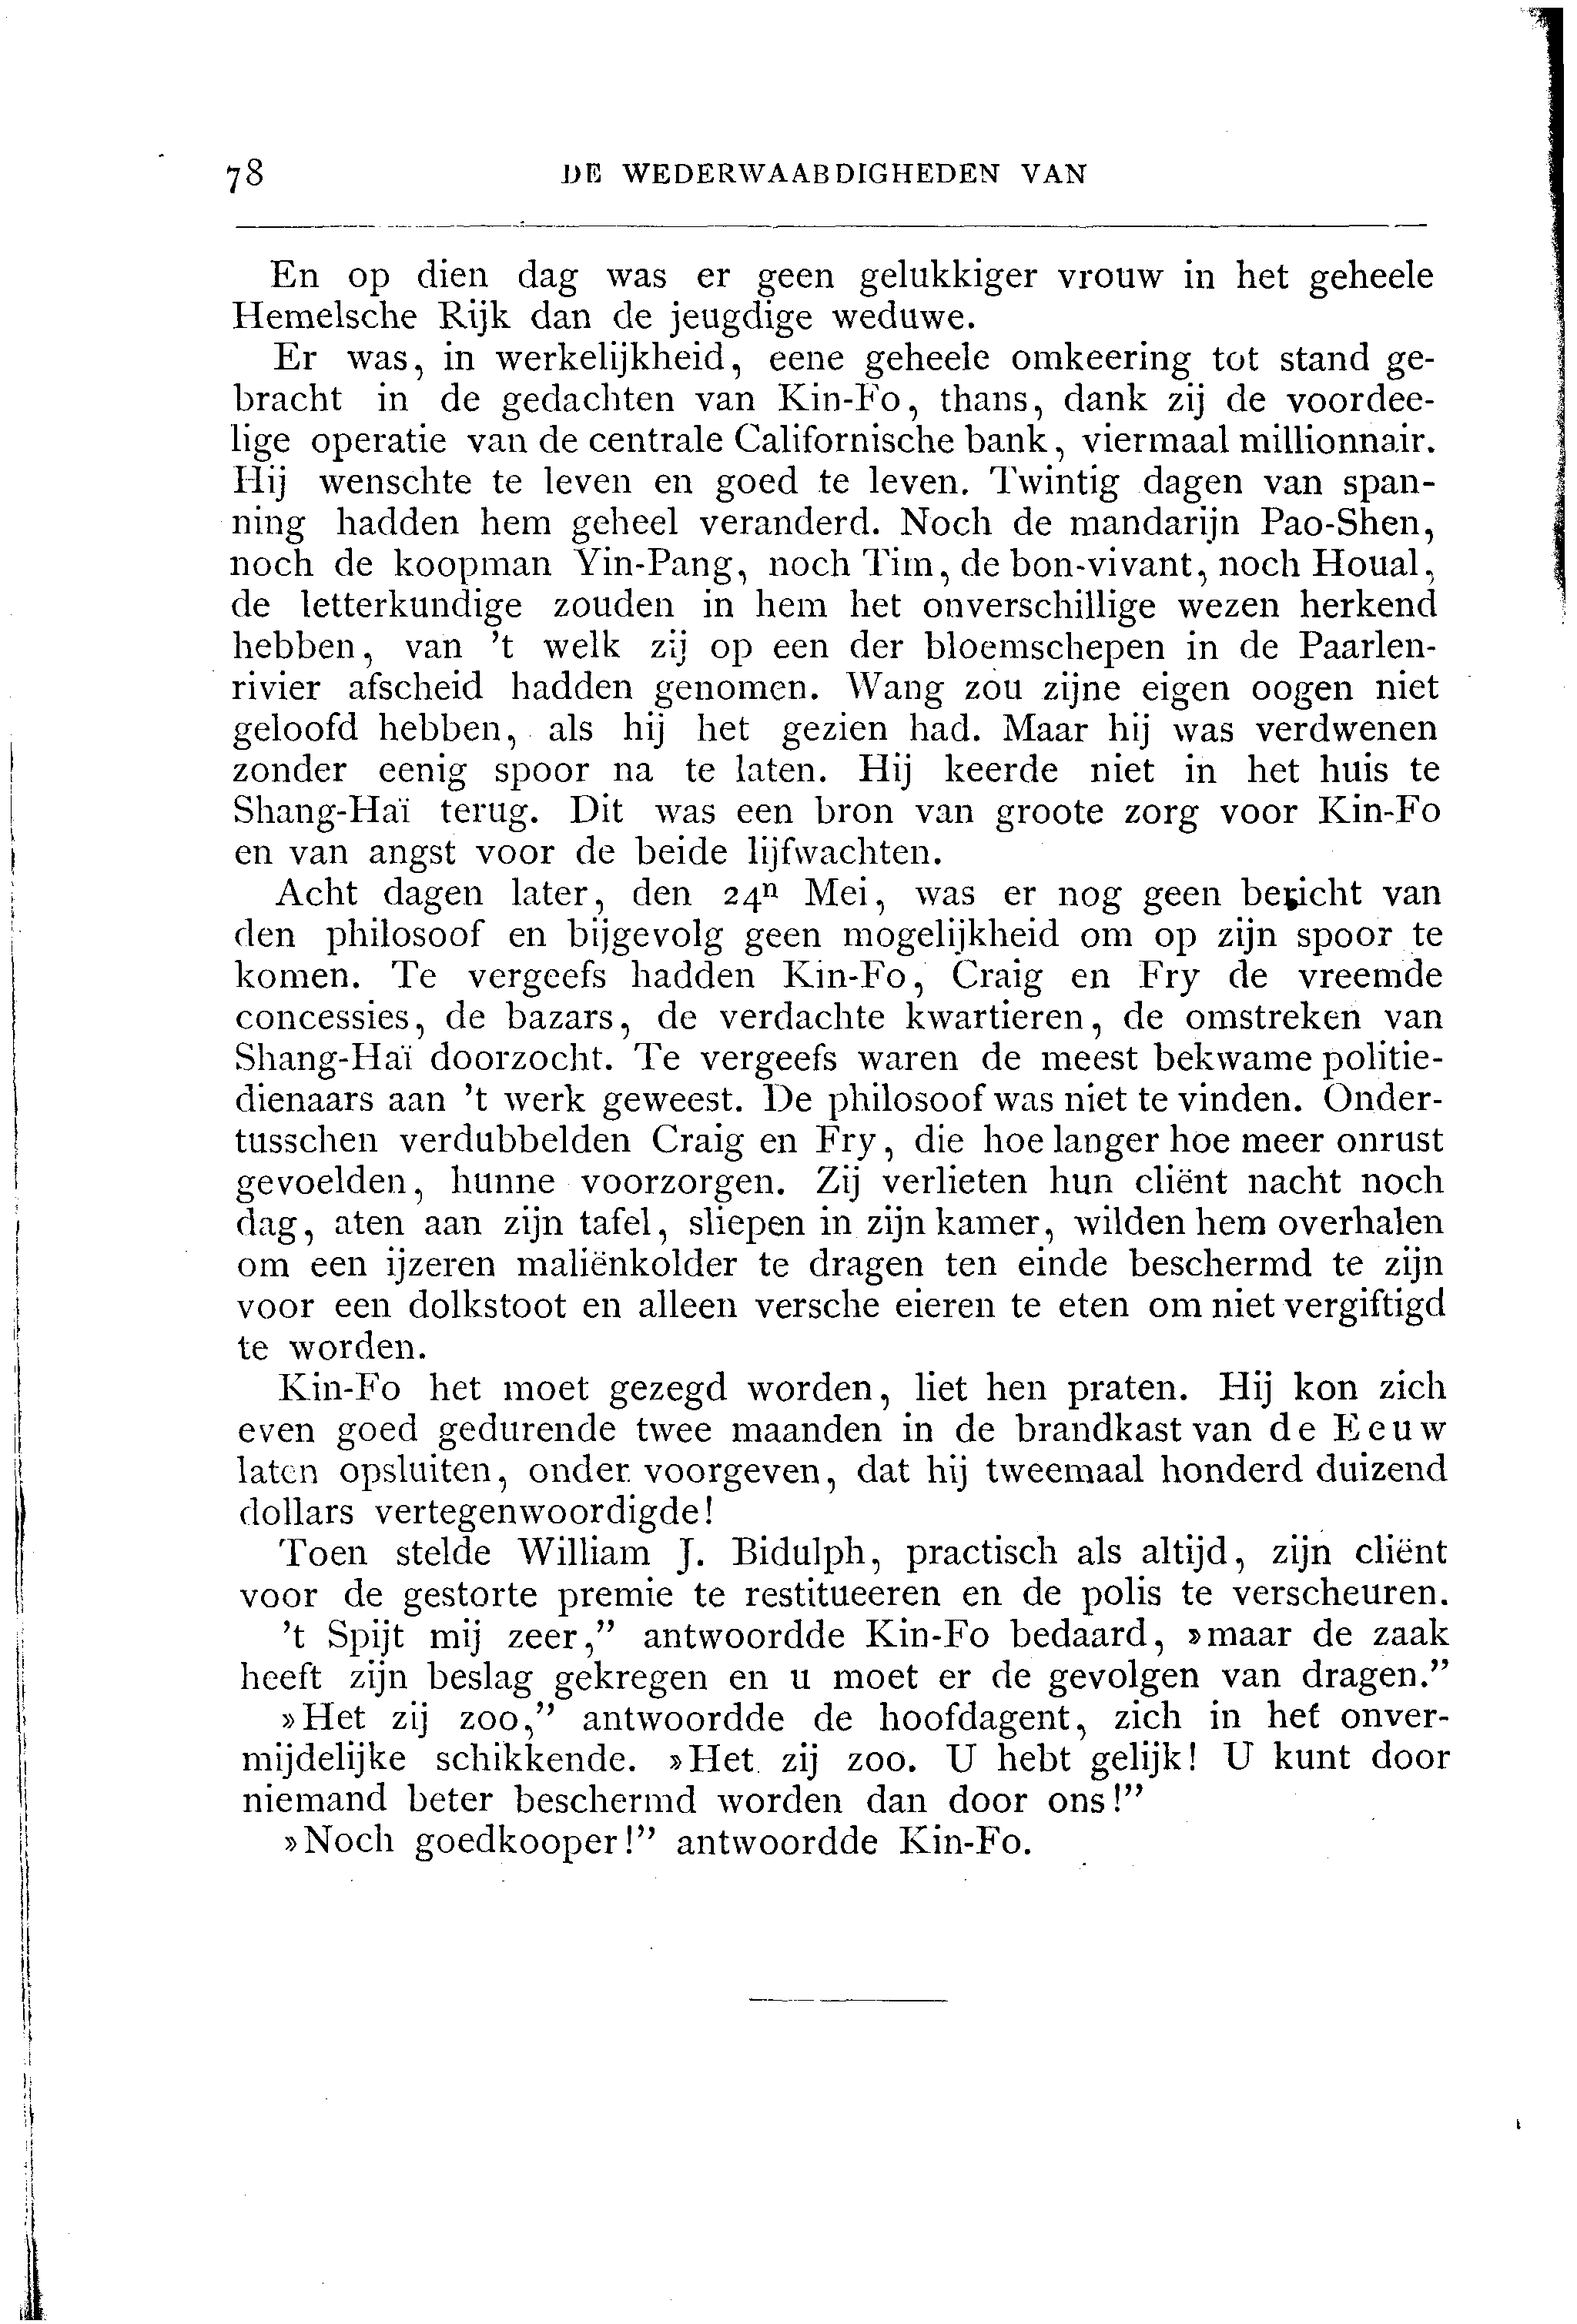 78 DE WEDERWAABDIGHEDEN VAN
En op dien dag was er geen gelukkiger vrouw in het geheele
Hemelsche Rijk dan de jeugdige weduwe.
Er was, in werkelijkheid, eene geheele omkeering tot stand ge-
bracht in de gedachten van Kin-Fo, thans, dank zij de voordee-
lige operatie van de centrale Californische bank, viermaal millionnair.
Hij wenschte te leven en goed te leven. Twintig dagen van span-
ning hadden hem geheel veranderd. Noch de mandarijn Pao-Shen,
noch de koopman Yin-Pang, noch Tim, de bon-vivant, noch Houal,
de letterkundige zouden in hem het onverschillige wezen herkend
hebben, van 't welk zij op een der bloemschepen in de Paarlen-
rivier afscheid hadden genomen. Wang zou zijne eigen oogen niet
geloofd hebben, als hij het gezien had. Maar hij was verdwenen
zonder eenig spoor na te laten. Hij keerde niet in het huis te
Shang-Haï terug. Dit was een bron van groote zorg voor Kin-Fo
en van angst voor de beide lijfwachten.
Acht dagen later, den 24n Mei, was er nog geen bericht van
den philosoof en bijgevolg geen mogelijkheid om op zijn spoor te
komen. Te vergeefs hadden Kin-Fo, Craig en Fry de vreemde
concessies, de bazars, de verdachte kwartieren, de omstreken van
Shang-Haï doorzocht. Te vergeefs waren de meest bekwame politie-
dienaars aan 't werk geweest. De philosoof was niet te vinden. Onder-
tusschen verdubbelden Craig en Fry, die hoe langer hoe meer onrust
gevoelden, hunne voorzorgen. Zij verlieten hun cliënt nacht noch
dag, aten aan zijn tafel, sliepen in zijn kamer, wilden hem overhalen
om een ijzeren maliënkolder te dragen ten einde beschermd te zijn
voor een dolkstoot en alleen versche eieren te eten om niet vergiftigd
te worden.
Kin-Fo het moet gezegd worden, liet hen praten. Hij kon zich
even goed gedurende twee maanden in de brandkast van de Eeuw
laten opsluiten, onder voorgeven, dat hij tweemaal honderd duizend
dollars vertegenwoordigde!
Toen stelde William J. Bidulph, practisch als altijd, zijn cliënt
voor de gestorte premie te restitueeren en de polis te verscheuren.
't Spijt mij zeer,” antwoordde Kin-Fo bedaard, »maar de zaak
heeft zijn beslag gekregen en u moet er de gevolgen van dragen.”
»Het zij zoo,” antwoordde de hoofdagent, zich in het onver-
mijdelijke schikkende. »Het zij zoo. U hebt gelijk! U kunt door
niemand beter beschermd worden dan door ons!”
»Noch goedkooper!” antwoordde Kin-Fo.